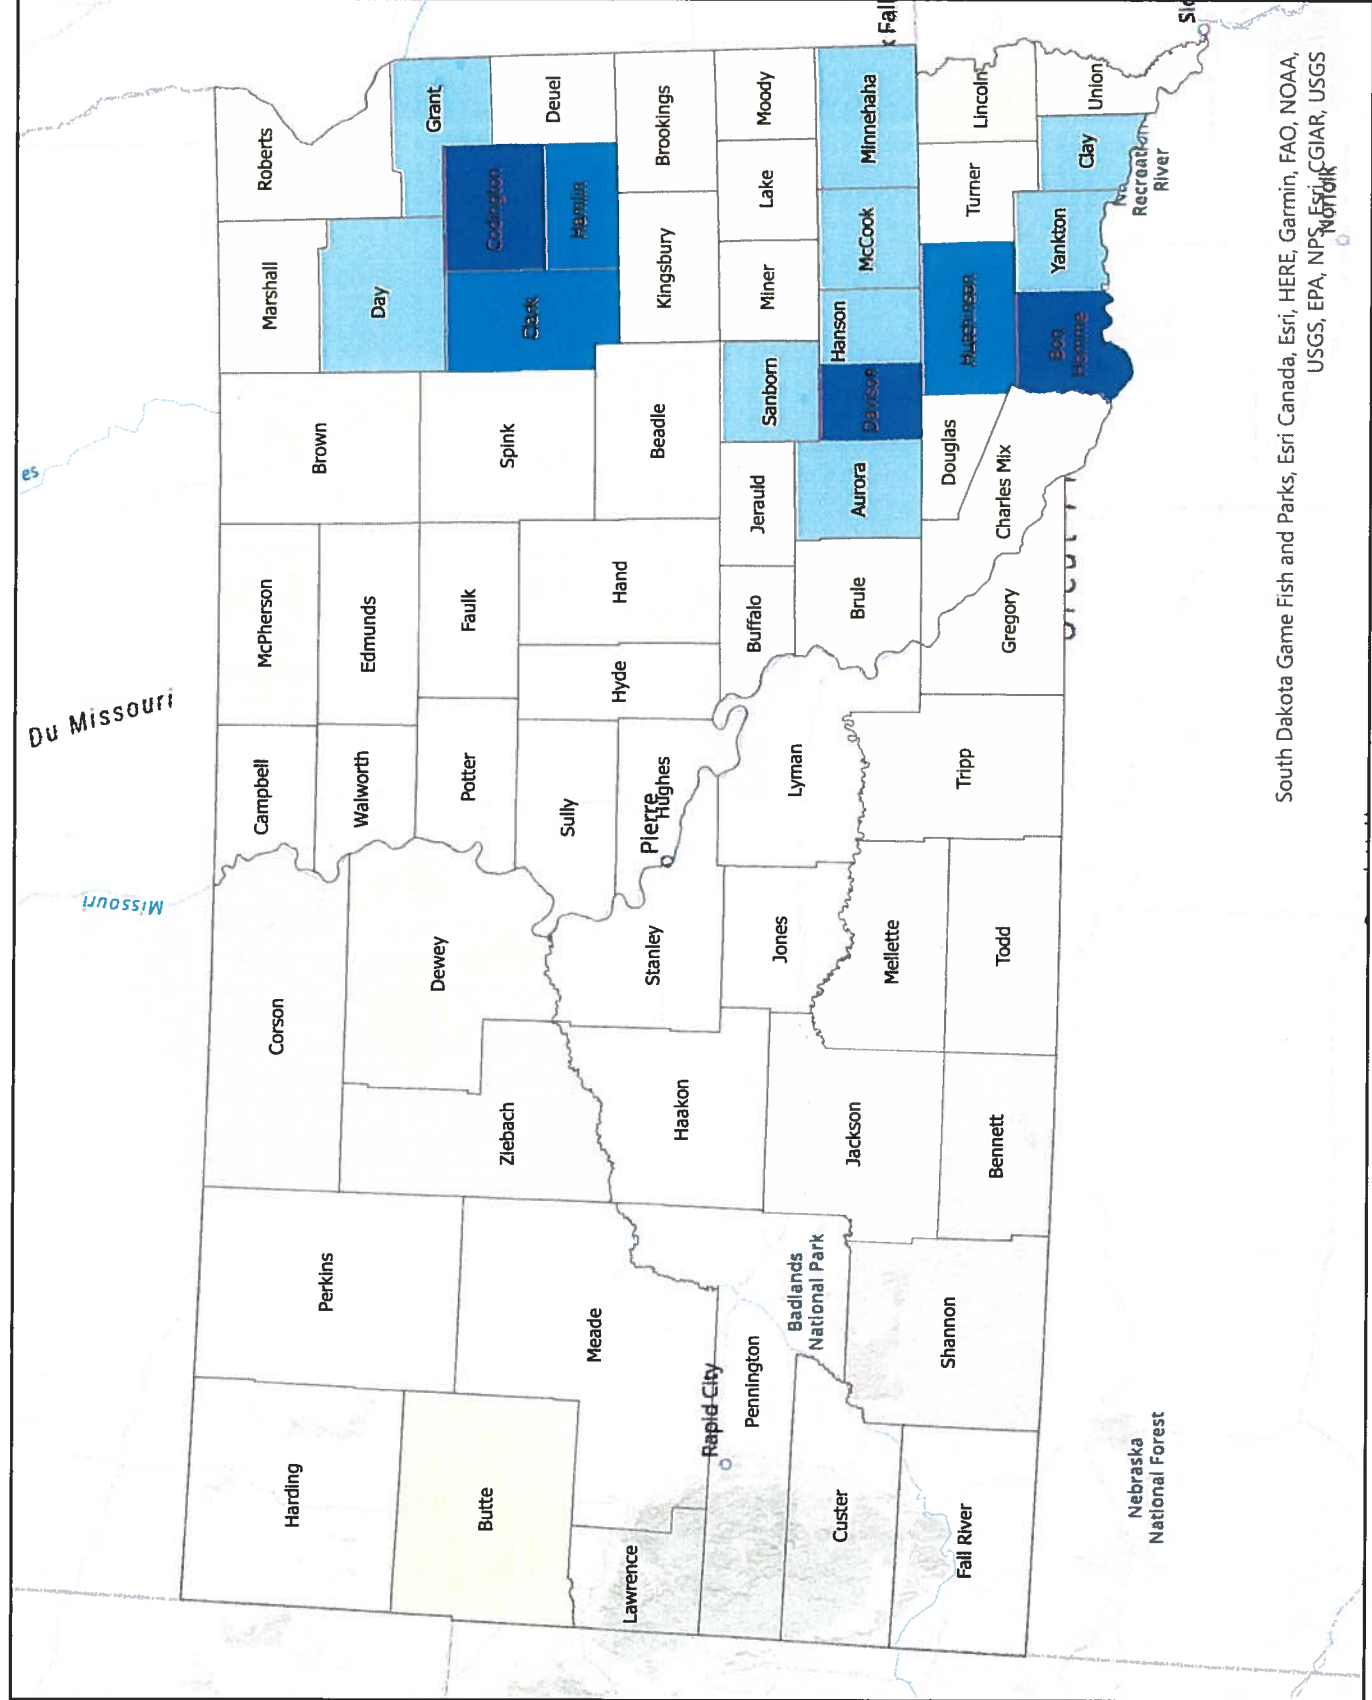 es
Du Missouri
Missouri
Harding
Perkins
Corson
Campbell
McPherson
Brown
Marshall
Roberts
Walworth
Edmunds
Day
Grant
Butte
Dewey
Potter
Faulk
Spink
Clark
Codington
Deuel
Ziebach
Meade
Sully
Hyde
Hand
Beadle
Hamlin
Lawrence
Haakon
Stanley
Pierre
Hughes
Kingsbury
Brookings
Rapid City
Pennington
Badlands
National Park
Jackson
Jones
Lyman
Buffalo
Jerauld
Sanborn
Miner
Lake
Moody
Custer
Shannon
Mellette
Tripp
Brule
Aurora
Davison
Hanson
McCook
Minnehaha
Fall River
Bennett
Todd
Gregory
Charles Mix
Douglas
Hutchinson
Turner
Lincoln
Bon
Homme
Yankton
Clay
Union
Recreation
River
Nebraska
National Forest
Norfolk
South Dakota Game Fish and Parks, Esri Canada, Esri, HERE, Garmin, FAO, NOAA,
USGS, EPA, NPS, Esri, CGIAR, USGS